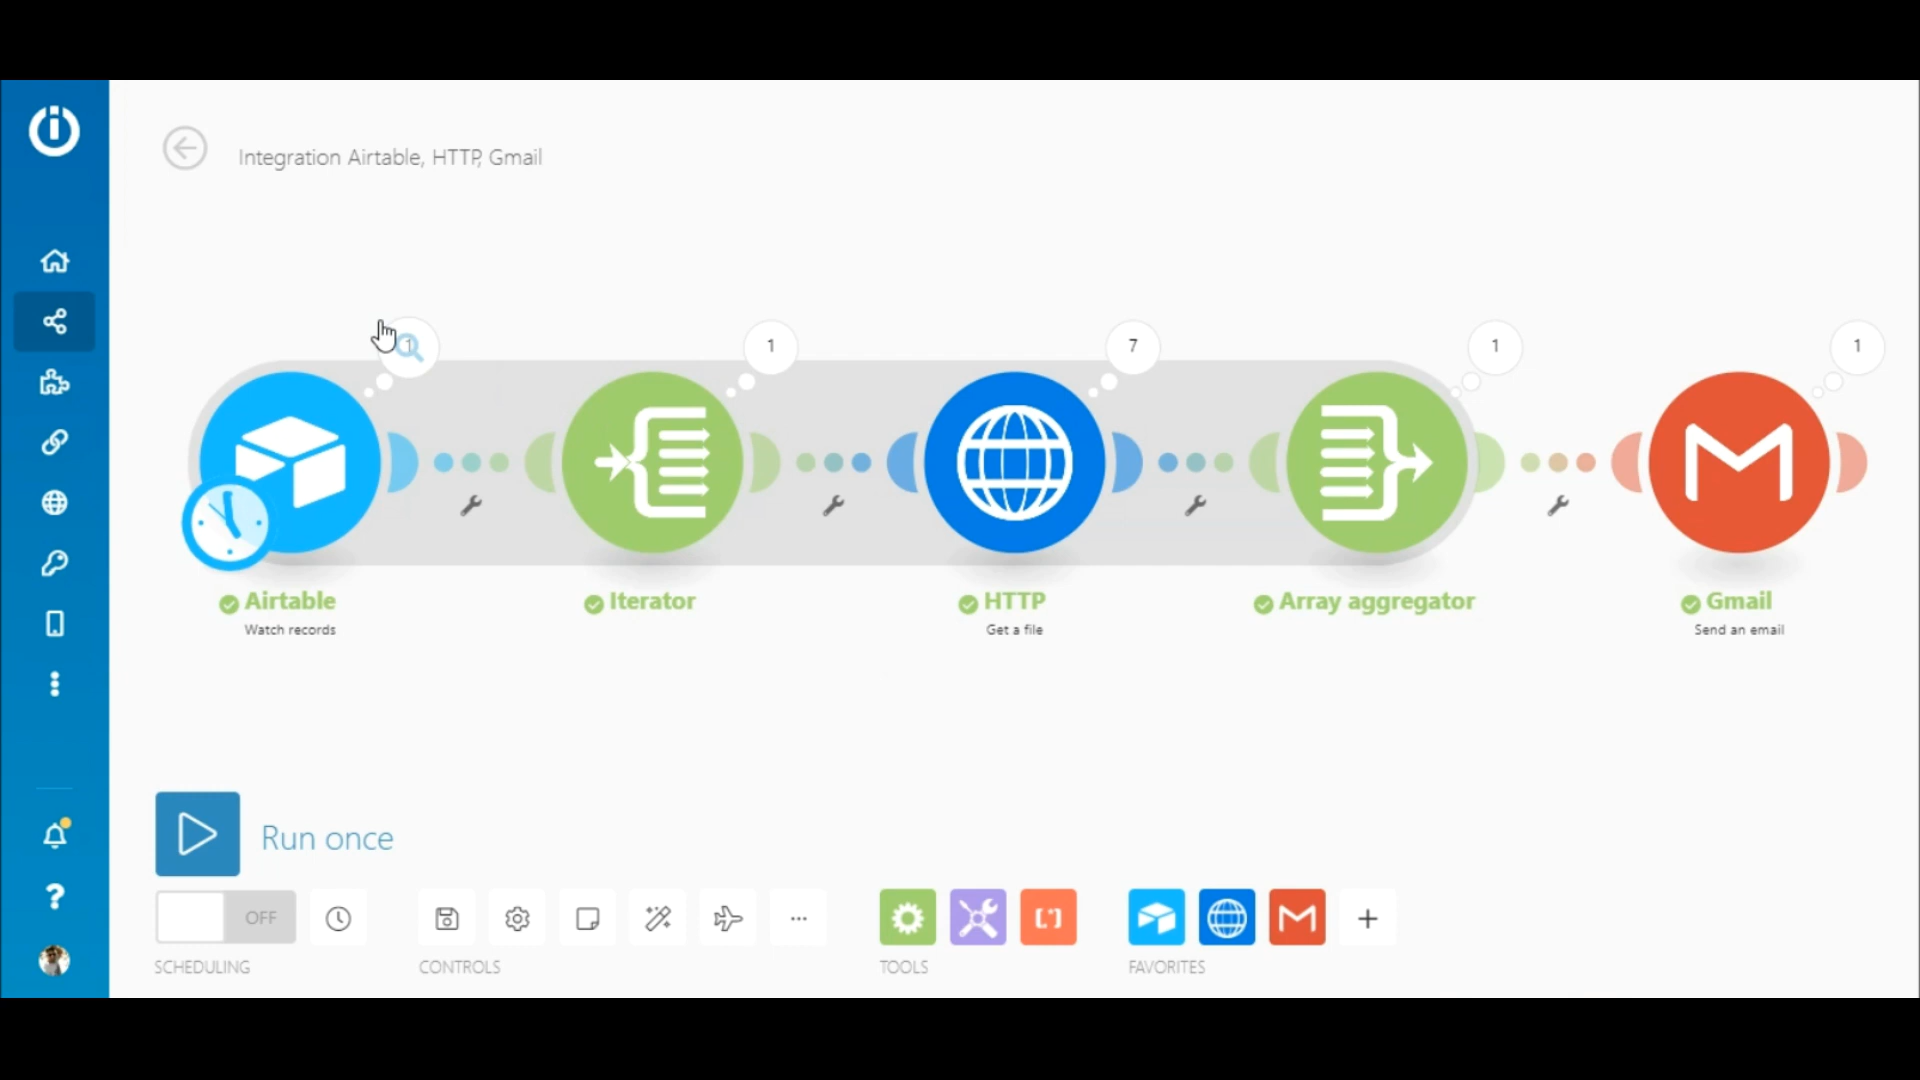 Integration Airtable, HTTP, Gmail
1
1
7
1
1
Airtable
Watch records
Iterator
HTTP
Get a file
Array aggregator
Gmail
Send an email
Run once
OFF
SCHEDULING
CONTROLS
TOOLS
FAVORITES